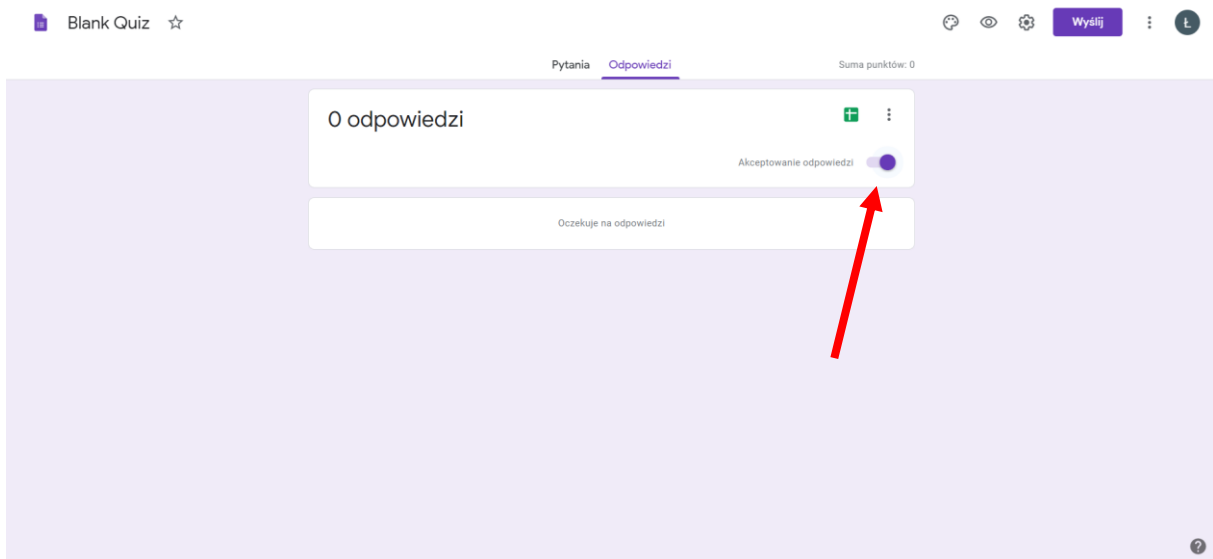 Blank Quiz
Wyślij
Ł
Pytania Odpowiedzi
Suma punktów: 0
0 odpowiedzi
Akceptowanie odpowiedzi
Oczekuje na odpowiedzi